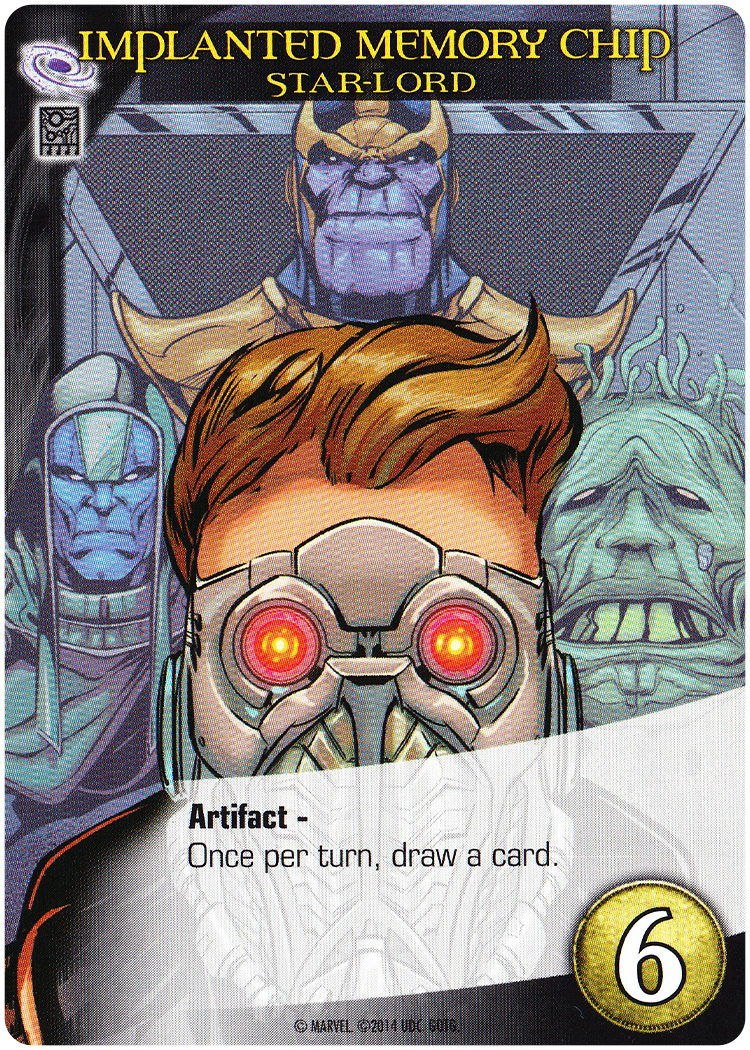 IMPLANTED MEMORY CHIP
STAR-LORD
Artifact -
Once per turn, draw a card.
6
© MARVEL. ©2014 UDC. GOTG.